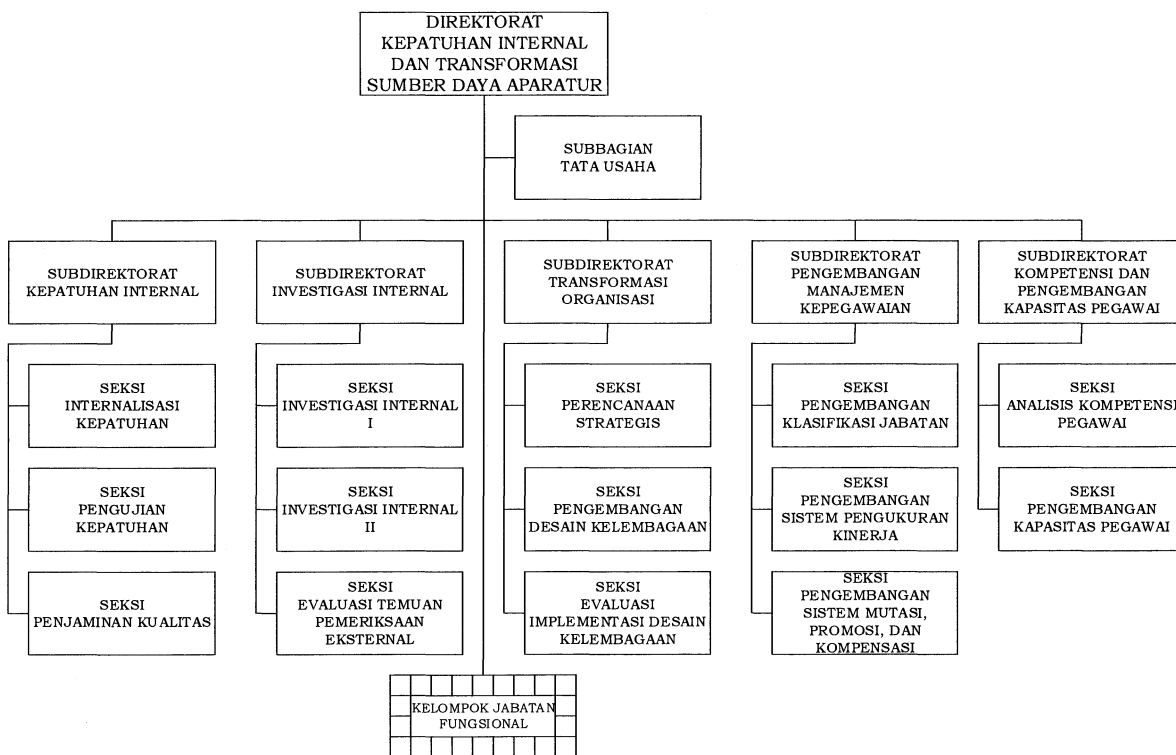 DIREKTORAT
KEPATUHAN INTERNAL
DAN TRANSFORMASI
SUMBER DAYA APARATUR
SUBBAGIAN
TATA USAHA
SUBDIREKTORAT
KEPATUHAN INTERNAL
SUBDIREKTORAT
INVESTIGASI INTERNAL
SUBDIREKTORAT
TRANSFORMASI
ORGANISASI
SUBDIREKTORAT
PENGEMBANGAN
MANAJEMEN
KEPEGAWAIAN
SUBDIREKTORAT
KOMPETENSI DAN
PENGEMBANGAN
KAPASITAS PEGAWAI
SEKSI
INTERNALISASI
KEPATUHAN
SEKSI
INVESTIGASI INTERNAL
I
SEKSI
PERENCANAAN
STRATEGIS
SEKSI
PENGEMBANGAN
KLASIFIKASI JABATAN
SEKSI
ANALISIS KOMPETENSI
PEGAWAI
SEKSI
PENGUJIAN
KEPATUHAN
SEKSI
INVESTIGASI INTERNAL
II
SEKSI
PENGEMBANGAN
DESAIN KELEMBAGAAN
SEKSI
PENGEMBANGAN
SISTEM PENGUKURAN
KINERJA
SEKSI
PENGEMBANGAN
KAPASITAS PEGAWAI
SEKSI
PENJAMINAN KUALITAS
SEKSI
EVALUASI TEMUAN
PEMERIKSAAN
EKSTERNAL
SEKSI
EVALUASI
IMPLEMENTASI DESAIN
KELEMBAGAAN
SEKSI
PENGEMBANGAN
SISTEM MUTASI,
PROMOSI, DAN
KOMPENSASI
KELOMPOK JABATAN
FUNGSIONAL